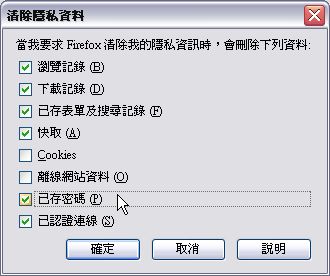 清除隱私資料
當我要求 Firefox 清除我的隱私資訊時，會刪除下列資料:
瀏覽記錄 (B)
下載記錄 (D)
已存表單及搜尋記錄 (F)
快取 (A)
Cookies
離線網站資料 (O)
已存密碼 (P)
已認證連線 (S)
確定 取消 說明